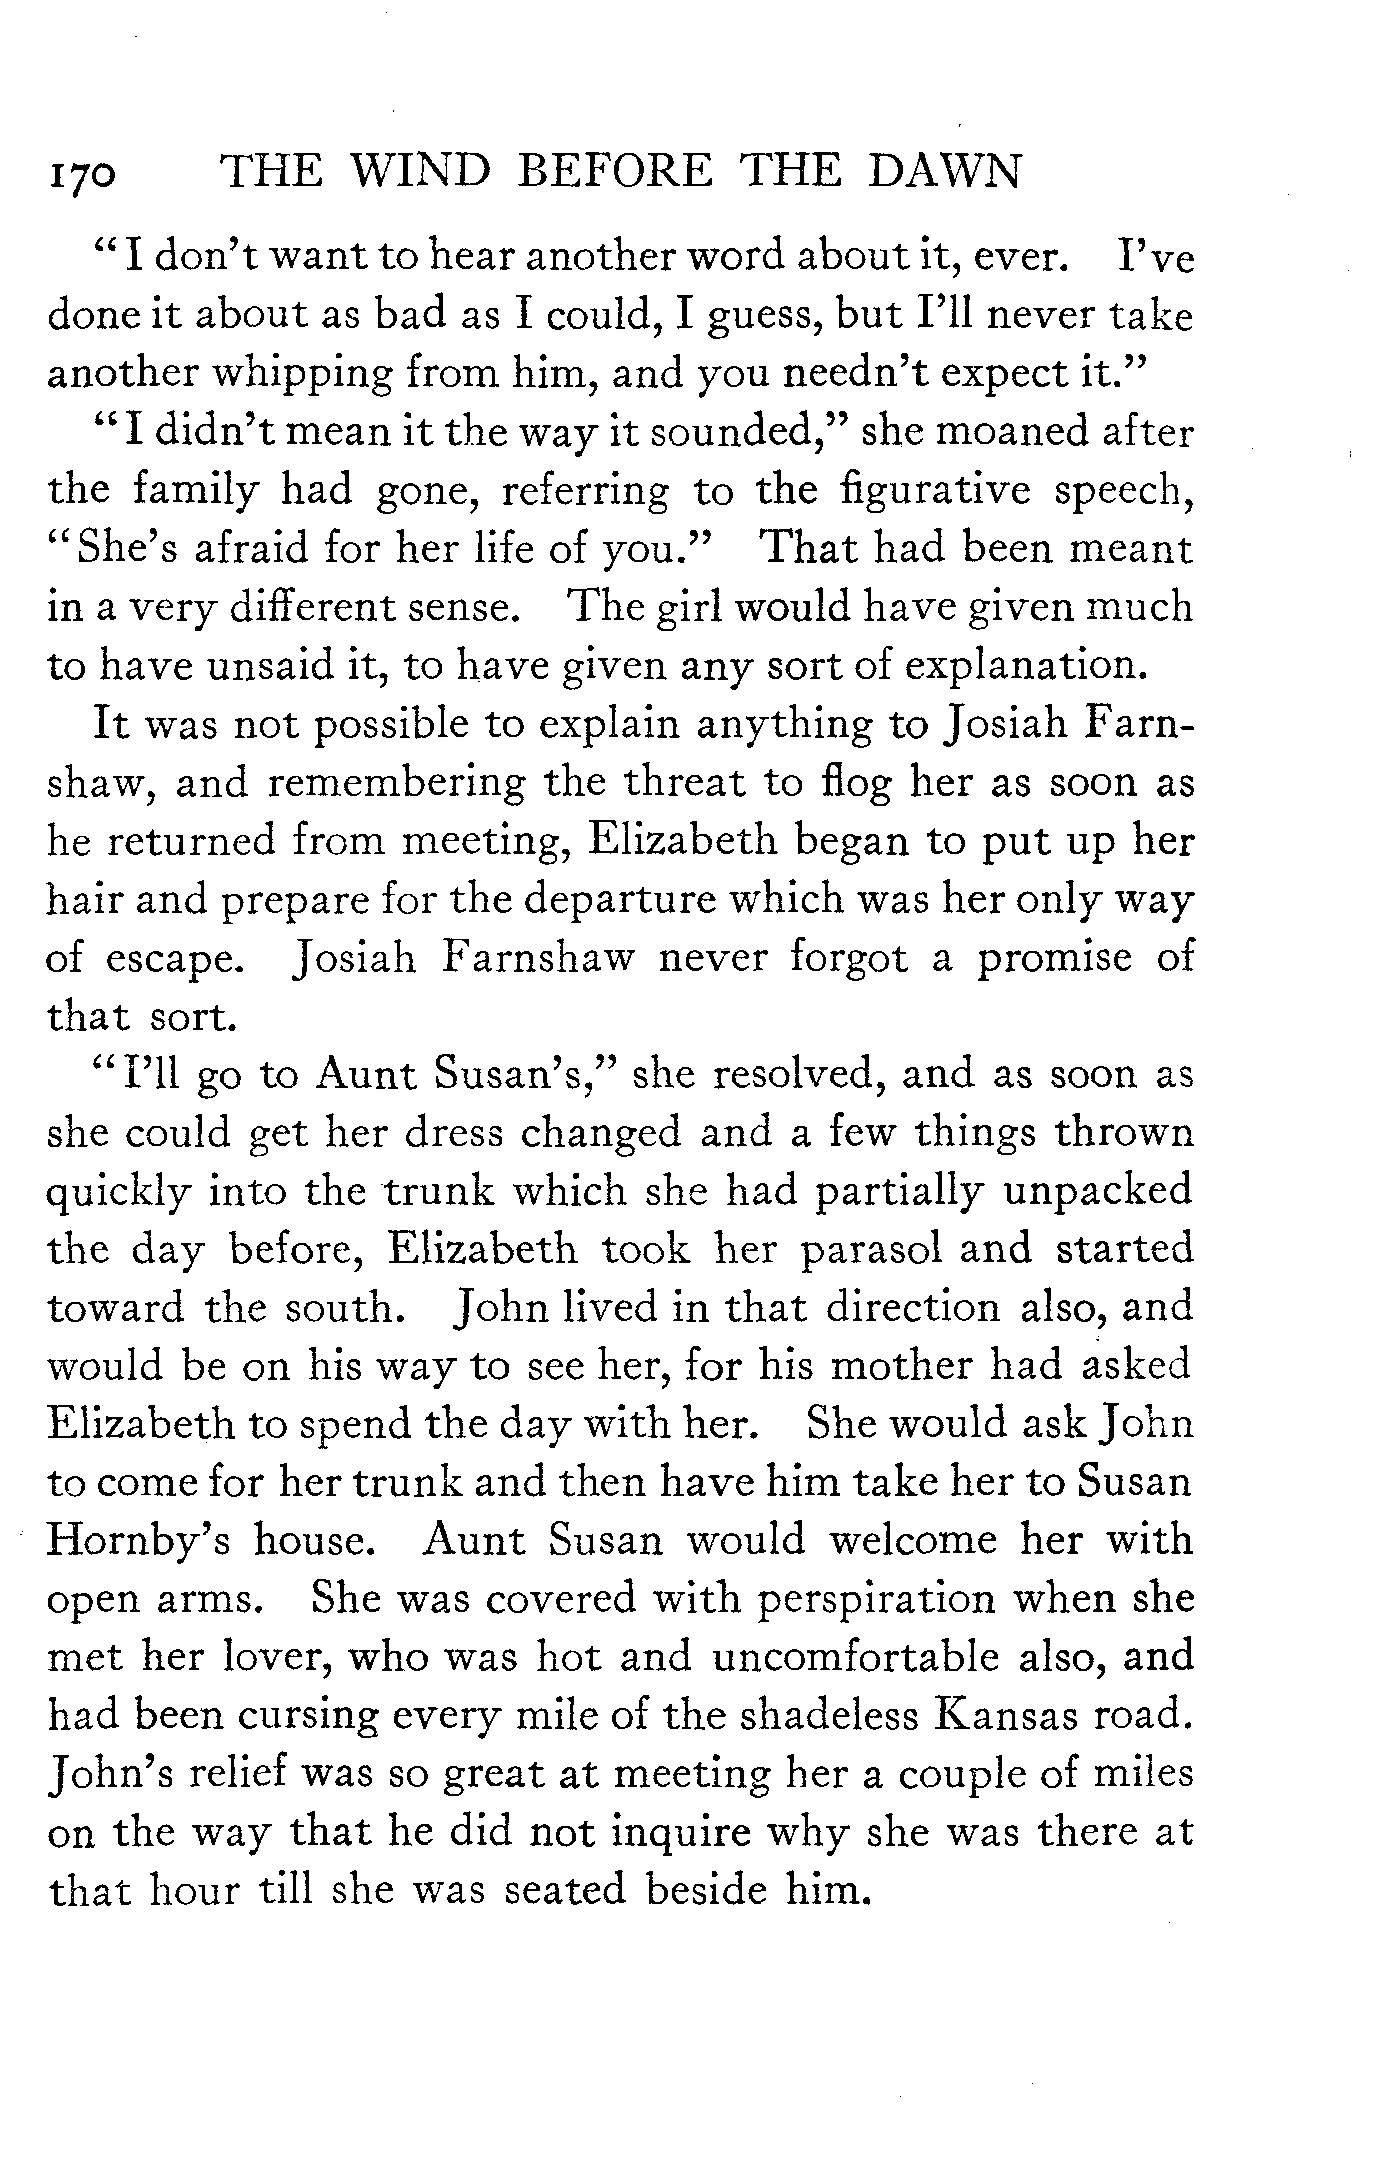 170 THE WIND BEFORE THE DAWN
“I don’t want to hear another word about it, ever. I’ve
done it about as bad as I could, I guess, but I’ll never take
another whipping from him, and you needn’t expect it.”
“I didn’t mean it the way it sounded,” she moaned after
the family had gone, referring to the figurative speech,
“She’s afraid for her life of you.” That had been meant
in a very different sense. The girl would have given much
to have unsaid it, to have given any sort of explanation.
It was not possible to explain anything to Josiah Farn-
shaw, and remembering the threat to flog her as soon as
he returned from meeting, Elizabeth began to put up her
hair and prepare for the departure which was her only way
of escape. Josiah Farnshaw never forgot a promise of
that sort.
“I’ll go to Aunt Susan’s,” she resolved, and as soon as
she could get her dress changed and a few things thrown
quickly into the trunk which she had partially unpacked
the day before, Elizabeth took her parasol and started
toward the south. John lived in that direction also, and
would be on his way to see her, for his mother had asked
Elizabeth to spend the day with her. She would ask John
to come for her trunk and then have him take her to Susan
Hornby’s house. Aunt Susan would welcome her with
open arms. She was covered with perspiration when she
met her lover, who was hot and uncomfortable also, and
had been cursing every mile of the shadeless Kansas road.
John’s relief was so great at meeting her a couple of miles
on the way that he did not inquire why she was there at
that hour till she was seated beside him.